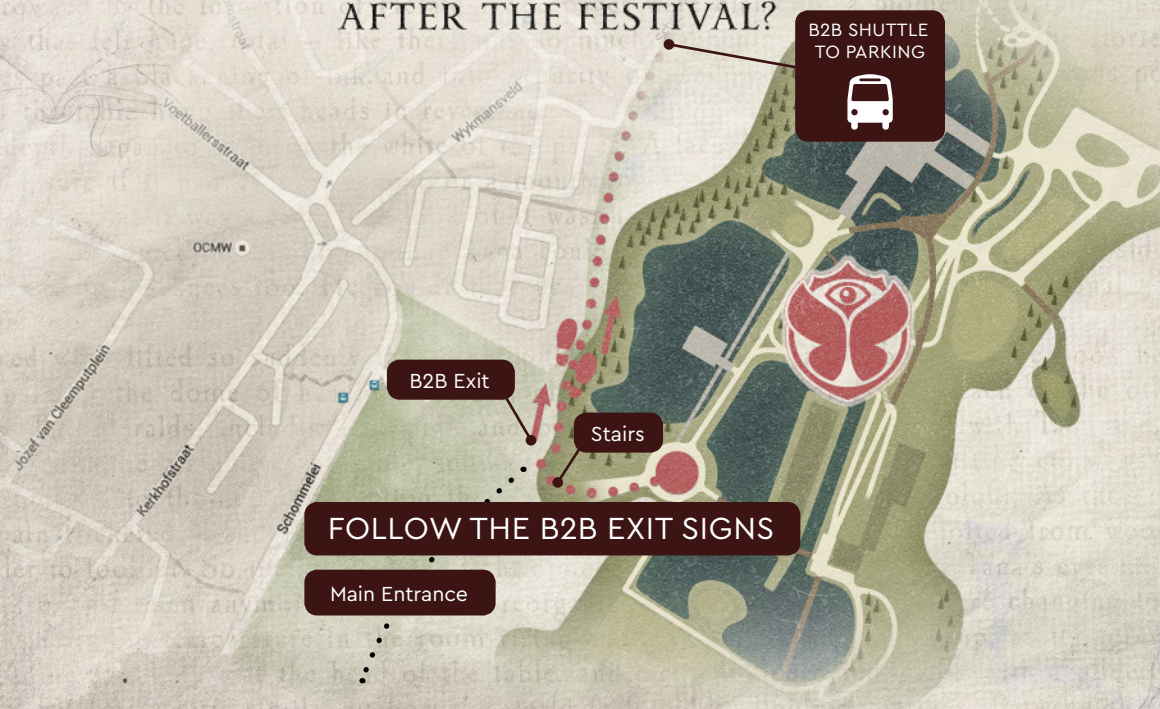 AFTER THE FESTIVAL?
B2B SHUTTLE
TO PARKING
Voetballersstraat
Wykmansveld
OCMW
B2B Exit
Stairs
Jozef van Cleemputplein
Kerkhofstraat
Schommelei
FOLLOW THE B2B EXIT SIGNS
Main Entrance